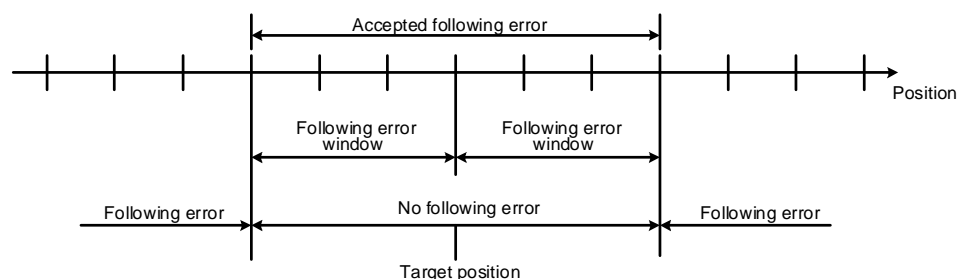 Accepted following error
Position
Following error
window
Following error
window
Following error
No following error
Following error
Target position